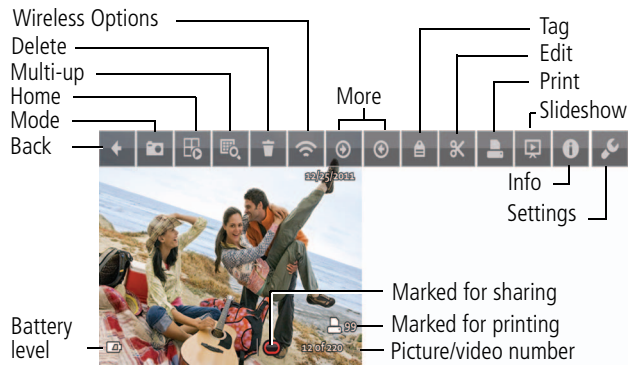 Wireless Options
Delete
Multi-up
Home
Mode
Back
More
Tag
Edit
Print
Slideshow
Info
Settings
12/25/2011
Marked for sharing
99
Marked for printing
Battery
level
12 of 220
Picture/video number